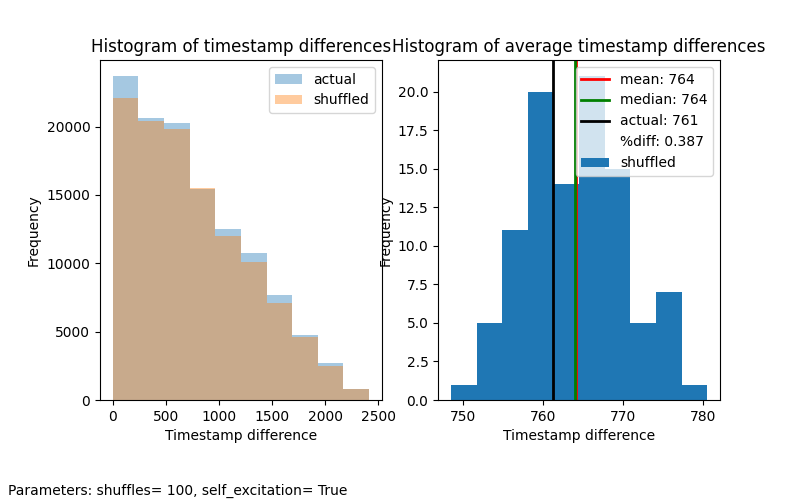 Histogram of timestamp differences
Histogram of average timestamp differences
actual
shuffled
mean: 764
median: 764
actual: 761
%diff: 0.387
shuffled
Frequency
20000
15000
10000
5000
0
0 500 1000 1500 2000 2500
Timestamp difference
Frequency
20.0
17.5
15.0
12.5
10.0
7.5
5.0
2.5
0.0
750 760 770 780
Timestamp difference
Parameters: shuffles= 100, self_excitation= True